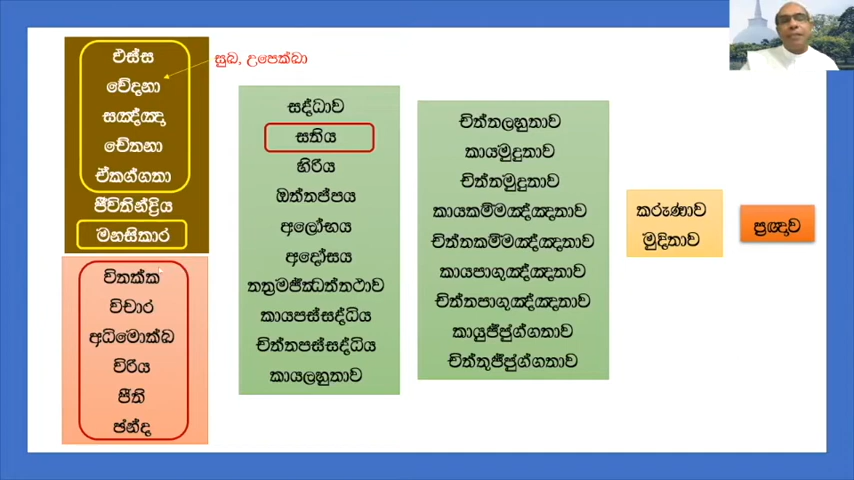 ඵස්ස
වේදනා
සඤ්ඤා
චේතනා
ඒකග්ගතා
ජීවිතින්ද්‍රිය
මනසිකාර
සුඛ, උපෙක්ඛා
විතක්ක
විචාර
අධිමොක්ඛ
විරිය
පීති
ඡන්ද
සද්ධාව
සතිය
හිරිය
ඔත්තප්පය
අලෝභය
අදෝසය
තත්‍රමජ්ඣත්තථාව
කායපස්සද්ධිය
චිත්තපස්සද්ධිය
කායලහුතාව
චිත්තලහුතාව
කායමුදුතාව
චිත්තමුදුතාව
කායකම්මඤ්ඤතාව
චිත්තකම්මඤ්ඤතාව
කායපාගුඤ්ඤතාව
චිත්තපාගුඤ්ඤතාව
කායුජ්ජුග්ගතාව
චිත්තුජ්ජුග්ගතාව
කරුණාව
මුදිතාව
ප්‍රඥාව